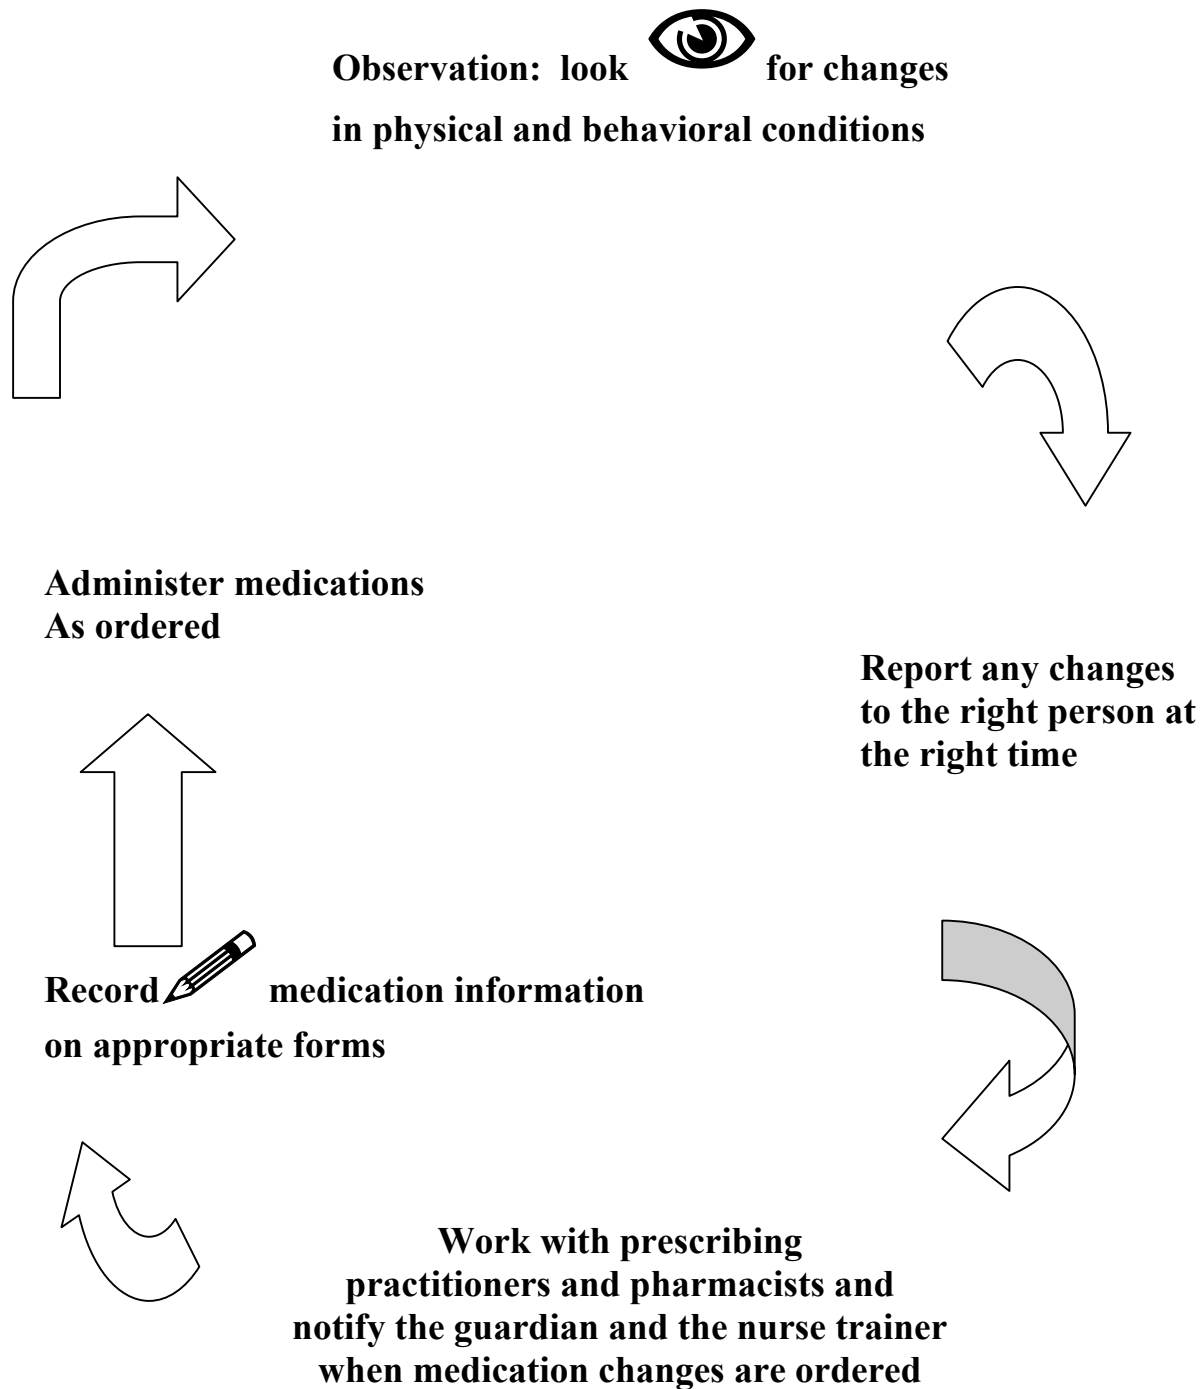 Observation: look for changes
in physical and behavioral conditions
Administer medications
As ordered
Report any changes
to the right person at
the right time
Record medication information
on appropriate forms
Work with prescribing
practitioners and pharmacists and
notify the guardian and the nurse trainer
when medication changes are ordered